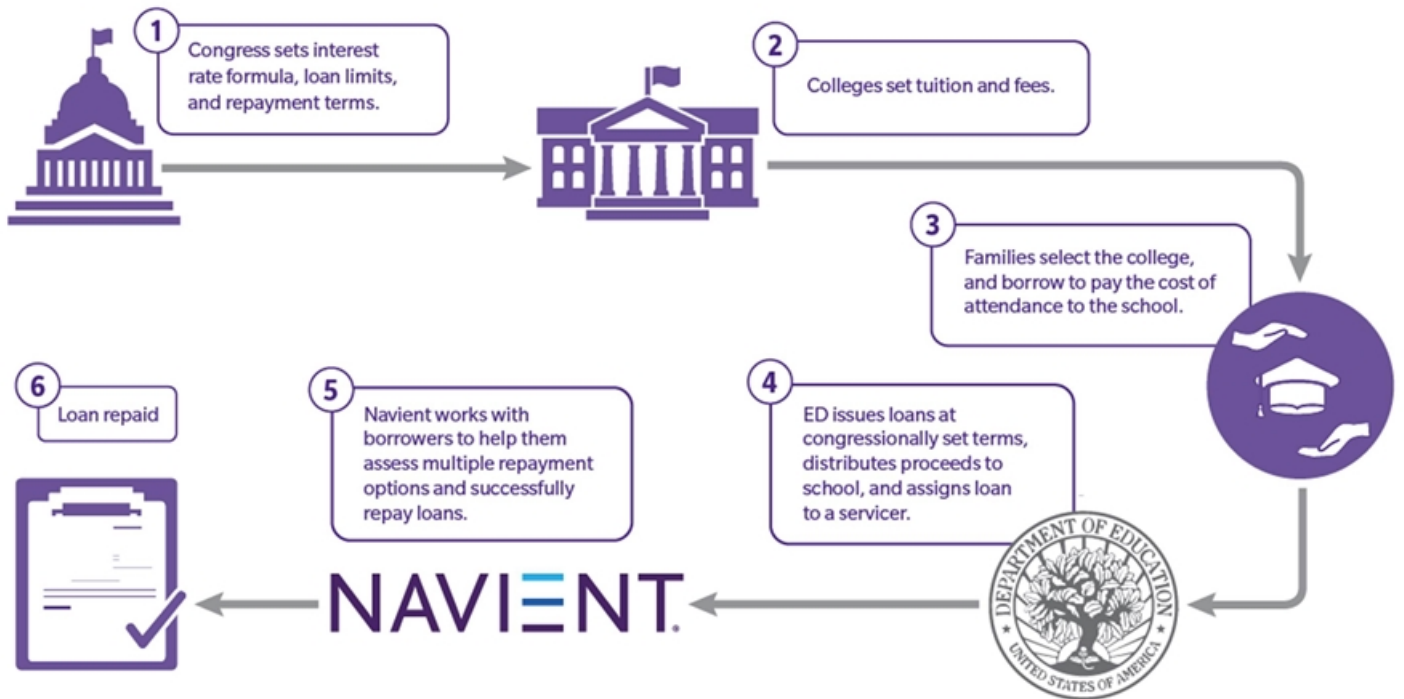 1
Congress sets interest
rate formula, loan limits,
and repayment terms.
2
Colleges set tuition and fees.
3
Families select the college,
and borrow to pay the cost of
attendance to the school.
4
ED issues loans at
congressionally set terms,
distributes proceeds to
school, and assigns loan
to a servicer.
DEPARTMENT OF EDUCATION
UNITED STATES OF AMERICA
5
Navient works with
borrowers to help them
assess multiple repayment
options and successfully
repay loans.
NAVIENT®
6
Loan repaid